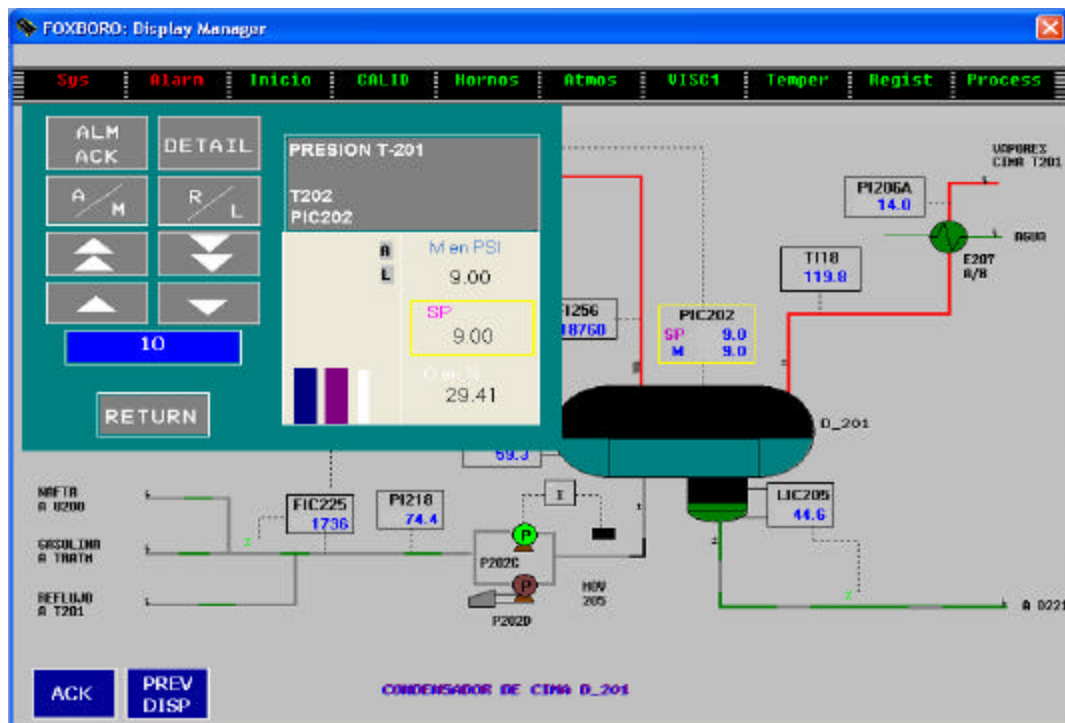 FOXBORO: Display Manager
Sys Alarm Inicio CALID Hornos Atmos VISC1 Temper Regist Process
ALM
ACK
DETAIL
A/M
R/L
10
RETURN
PRESION T-201
T202
PIC202
A
L
M en PSI
9.00
SP
9.00
29.41
VAPORES
CIMA T201
PI206A
14.0
AGUA
E207
A/B
TI18
119.8
18760
PIC202
SP 9.0
M 9.0
D_201
NAFTA
A U200
FIC225
1736
PI218
74.4
I
LIC205
44.6
GASOLINA
A TRATM
P
P202C
REFLUJO
A T201
P
P202D
MOV
205
A D221
ACK
PREV
DISP
CONDENSADOR DE CIMA D_201